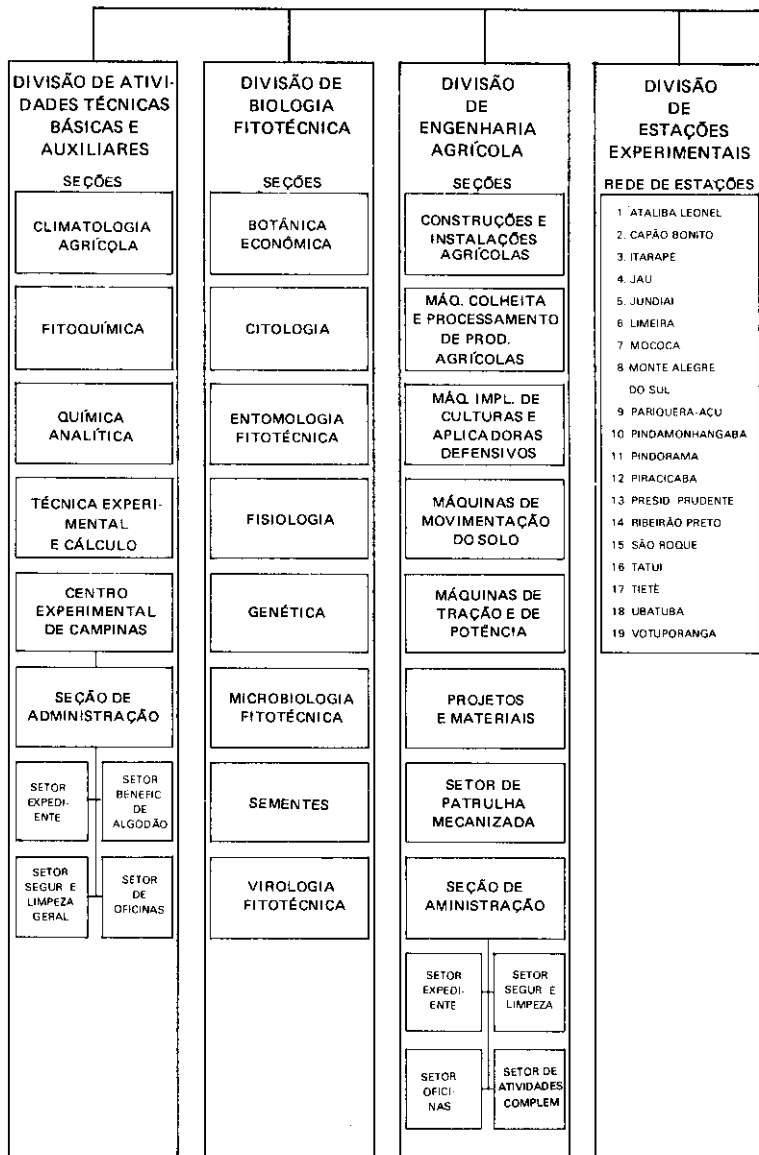 DIVISÃO DE ATIVI-
DADES TÉCNICAS
BÁSICAS E
AUXILIARES
SEÇÕES
CLIMATOLOGIA
AGRÍCOLA
FITOQUÍMICA
QUÍMICA
ANALÍTICA
TÉCNICA EXPERI-
MENTAL
E CÁLCULO
CENTRO
EXPERIMENTAL
DE CAMPINAS
SEÇÃO DE
ADMINISTRAÇÃO
SETOR
EXPEDI-
ENTE
SETOR
BENEFIC
DE
ALGODÃO
SETOR
SEGUR E
LIMPEZA
GERAL
SETOR
DE
OFICINAS
DIVISÃO DE
BIOLOGIA
FITOTÉCNICA
SEÇÕES
BOTÂNICA
ECONÔMICA
CITOLOGIA
ENTOMOLOGIA
FITOTÉCNICA
FISIOLOGIA
GENÉTICA
MICROBIOLOGIA
FITOTÉCNICA
SEMENTES
VIROLOGIA
FITOTÉCNICA
DIVISÃO
DE
ENGENHARIA
AGRÍCOLA
SEÇÕES
CONSTRUÇÕES E
INSTALAÇÕES
AGRÍCOLAS
MÁQ. COLHEITA
E PROCESSAMENTO
DE PROD.
AGRÍCOLAS
MÁQ. IMPL. DE
CULTURAS E
APLICADORAS
DEFENSIVOS
MÁQUINAS DE
MOVIMENTAÇÃO
DO SOLO
MÁQUINAS DE
TRAÇÃO E DE
POTÊNCIA
PROJETOS
E MATERIAIS
SETOR DE
PATRULHA
MECANIZADA
SEÇÃO DE
AMINISTRAÇÃO
SETOR
EXPEDI-
ENTE
SETOR
SEGUR E
LIMPEZA
SETOR
OFICI-
NAS
SETOR DE
ATIVIDADES
COMPLEM
DIVISÃO
DE
ESTAÇÕES
EXPERIMENTAIS
REDE DE ESTAÇÕES
1 ATALIBA LEONEL
2. CAPÃO BONITO
3. ITARAPÉ
4. JAU
5. JUNDIAI
6 LIMEIRA
7 MOCOCA
8 MONTE ALEGRE
DO SUL
9 PARIQUERA-AÇU
10 PINDAMONHANGABA
11 PINDORAMA
12 PIRACICABA
13 PRESID PRUDENTE
14 RIBEIRÃO PRETO
15 SÃO ROQUE
16 TATUI
17 TIETÊ
18 UBATUBA
19 VOTUPORANGA